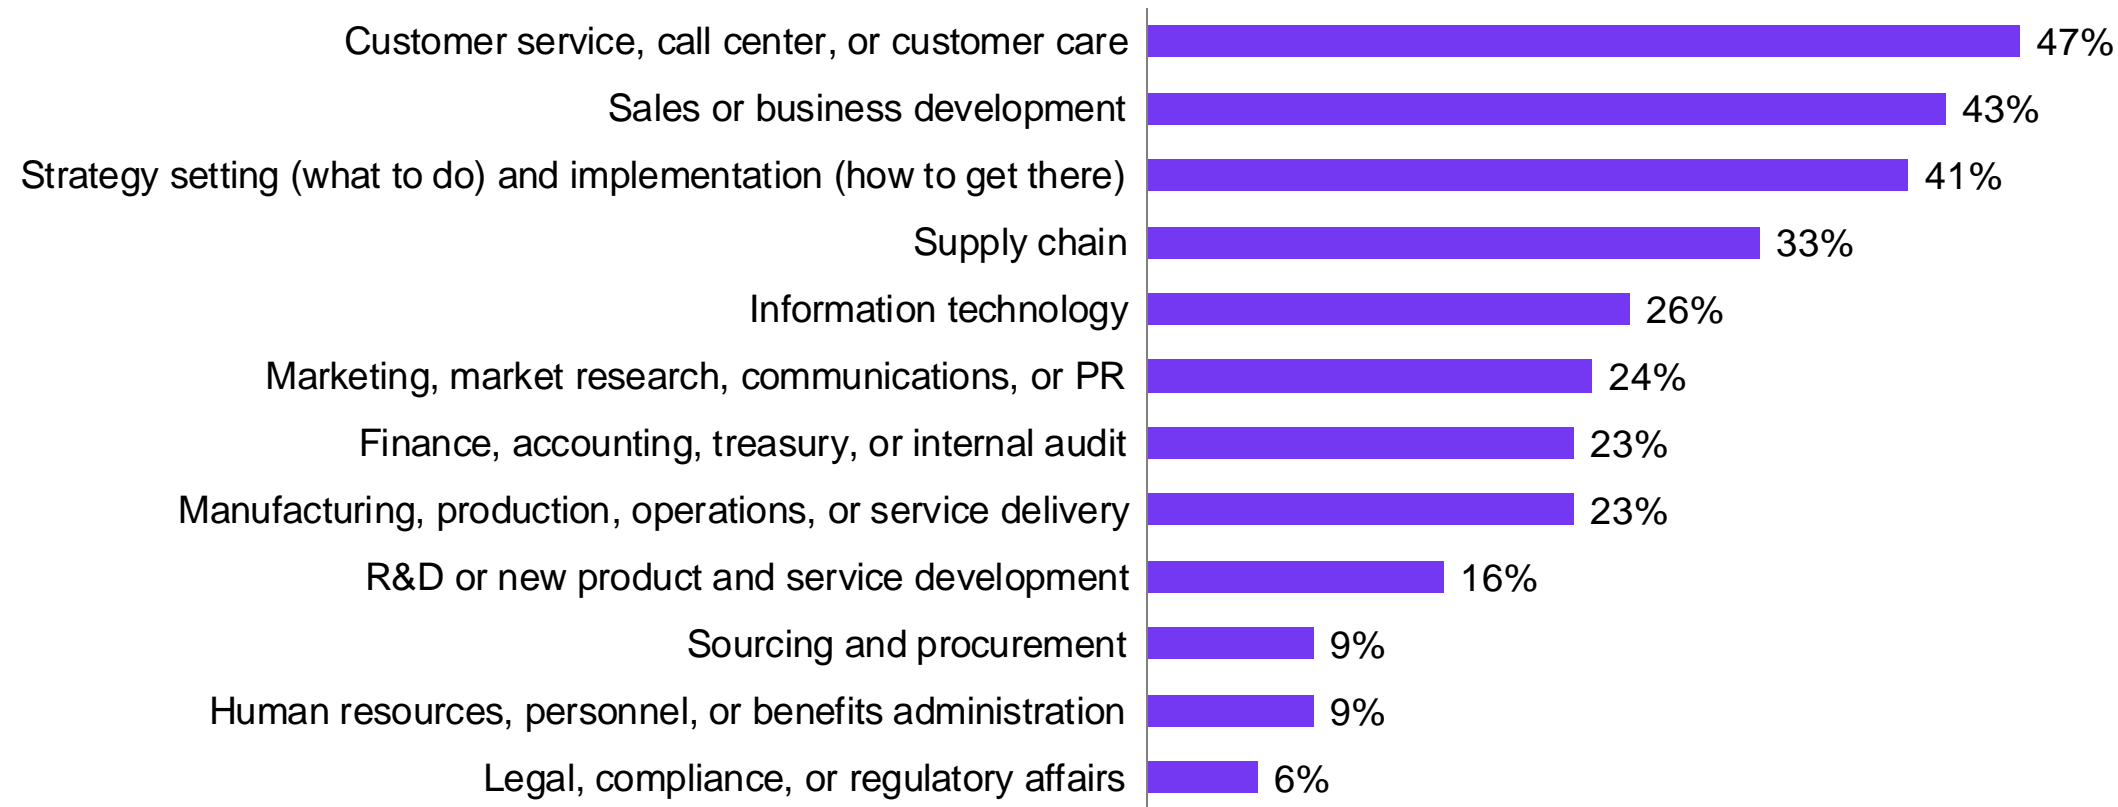 Customer service, call center, or customer care 47%
Sales or business development 43%
Strategy setting (what to do) and implementation (how to get there) 41%
Supply chain 33%
Information technology 26%
Marketing, market research, communications, or PR 24%
Finance, accounting, treasury, or internal audit 23%
Manufacturing, production, operations, or service delivery 23%
R&D or new product and service development 16%
Sourcing and procurement 9%
Human resources, personnel, or benefits administration 9%
Legal, compliance, or regulatory affairs 6%